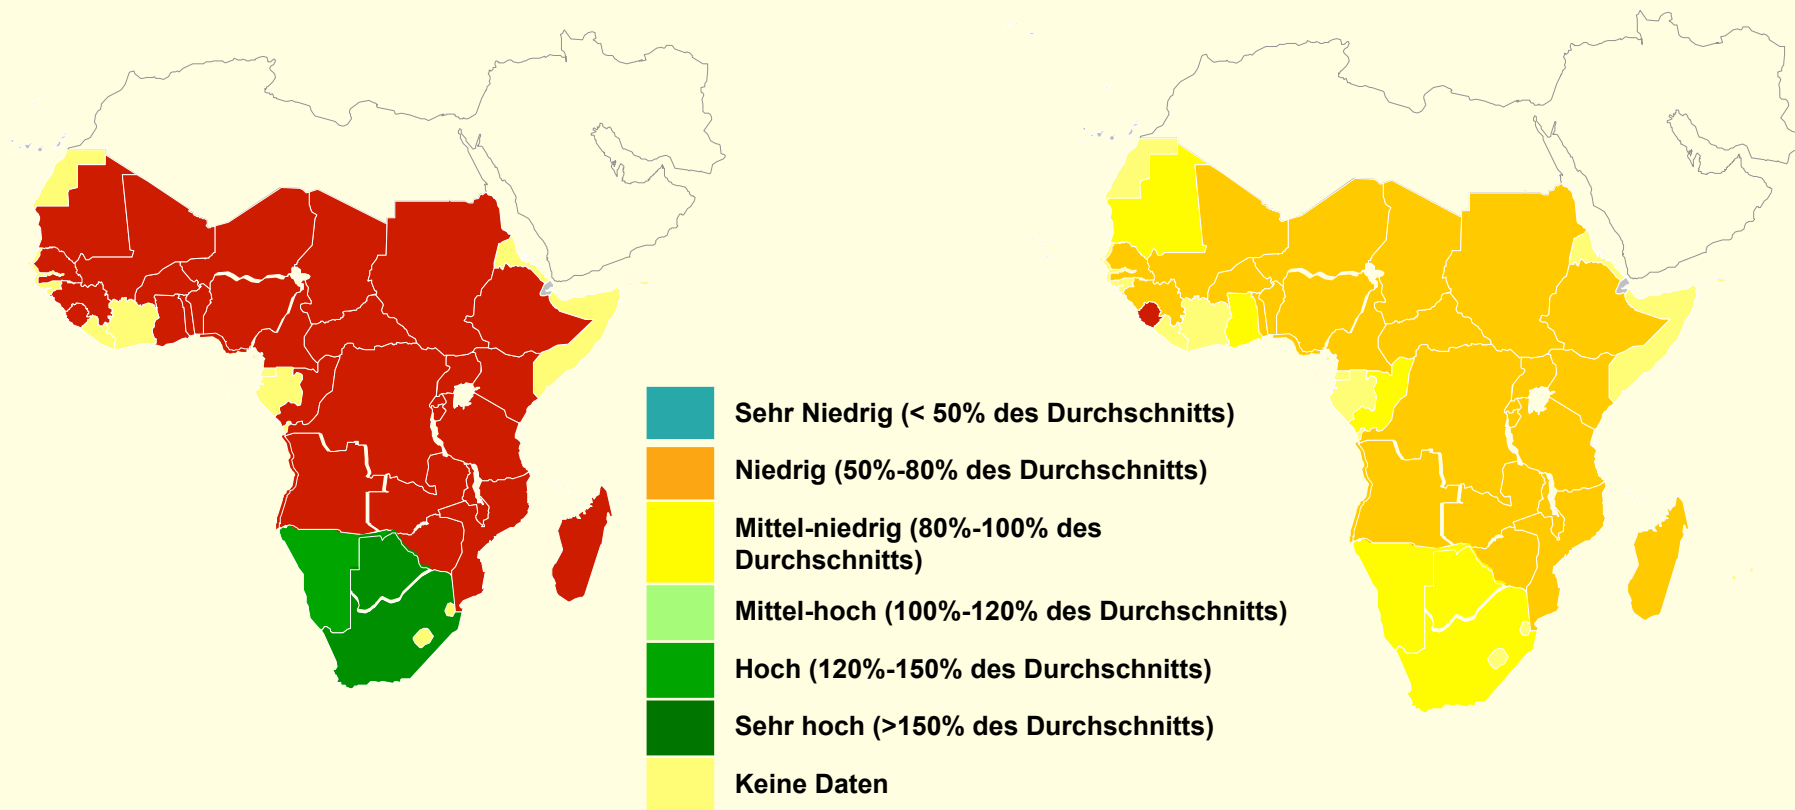 Sehr Niedrig (< 50% des Durchschnitts)
Niedrig (50%-80% des Durchschnitts)
Mittel-niedrig (80%-100% des
Durchschnitts)
Mittel-hoch (100%-120% des Durchschnitts)
Hoch (120%-150% des Durchschnitts)
Sehr hoch (>150% des Durchschnitts)
Keine Daten